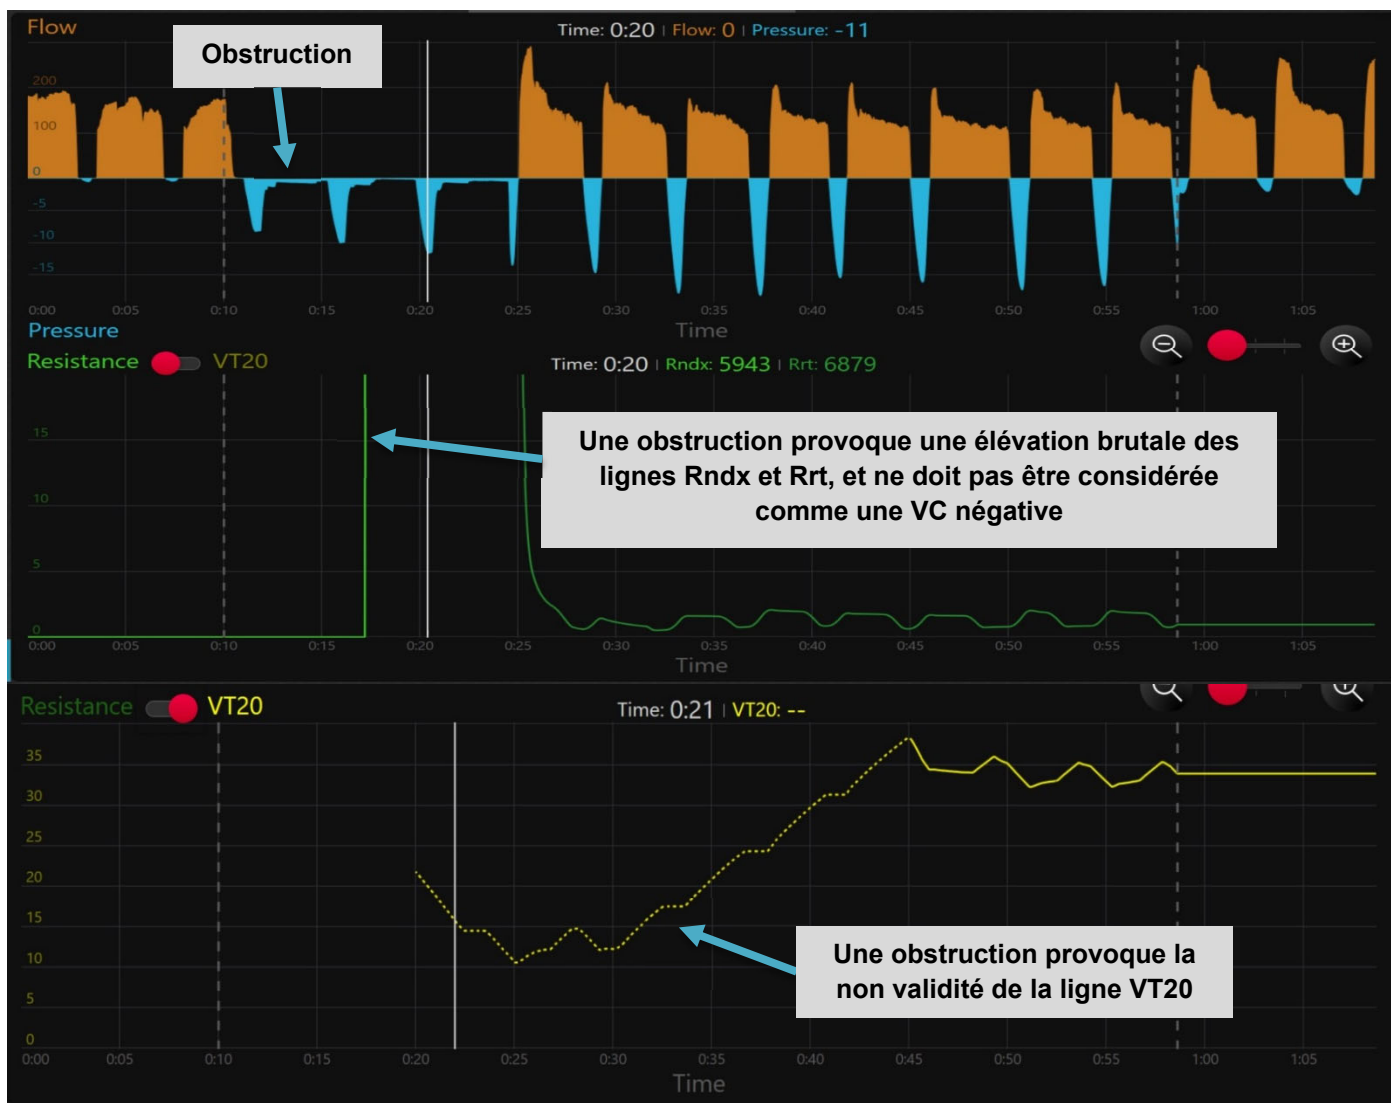 Flow
Time: 0:20 | Flow: 0 | Pressure: -11
Obstruction
200
100
0
-5
-10
-15
0:00 0:05 0:10 0:15 0:20 0:25 0:30 0:35 0:40 0:45 0:50 0:55 1:00 1:05
Time
Pressure
Resistance VT20
Time: 0:20 | Rndx: 5943 | Rrt: 6879
Une obstruction provoque une élévation brutale des
lignes Rndx et Rrt, et ne doit pas être considérée
comme une VC négative
15
10
5
0
0:00 0:05 0:10 0:15 0:20 0:25 0:30 0:35 0:40 0:45 0:50 0:55 1:00 1:05
Time
Resistance VT20
Time: 0:21 | VT20: --
35
30
25
20
15
10
5
0
Une obstruction provoque la
non validité de la ligne VT20
0:00 0:05 0:10 0:15 0:20 0:25 0:30 0:35 0:40 0:45 0:50 0:55 1:00 1:05
Time